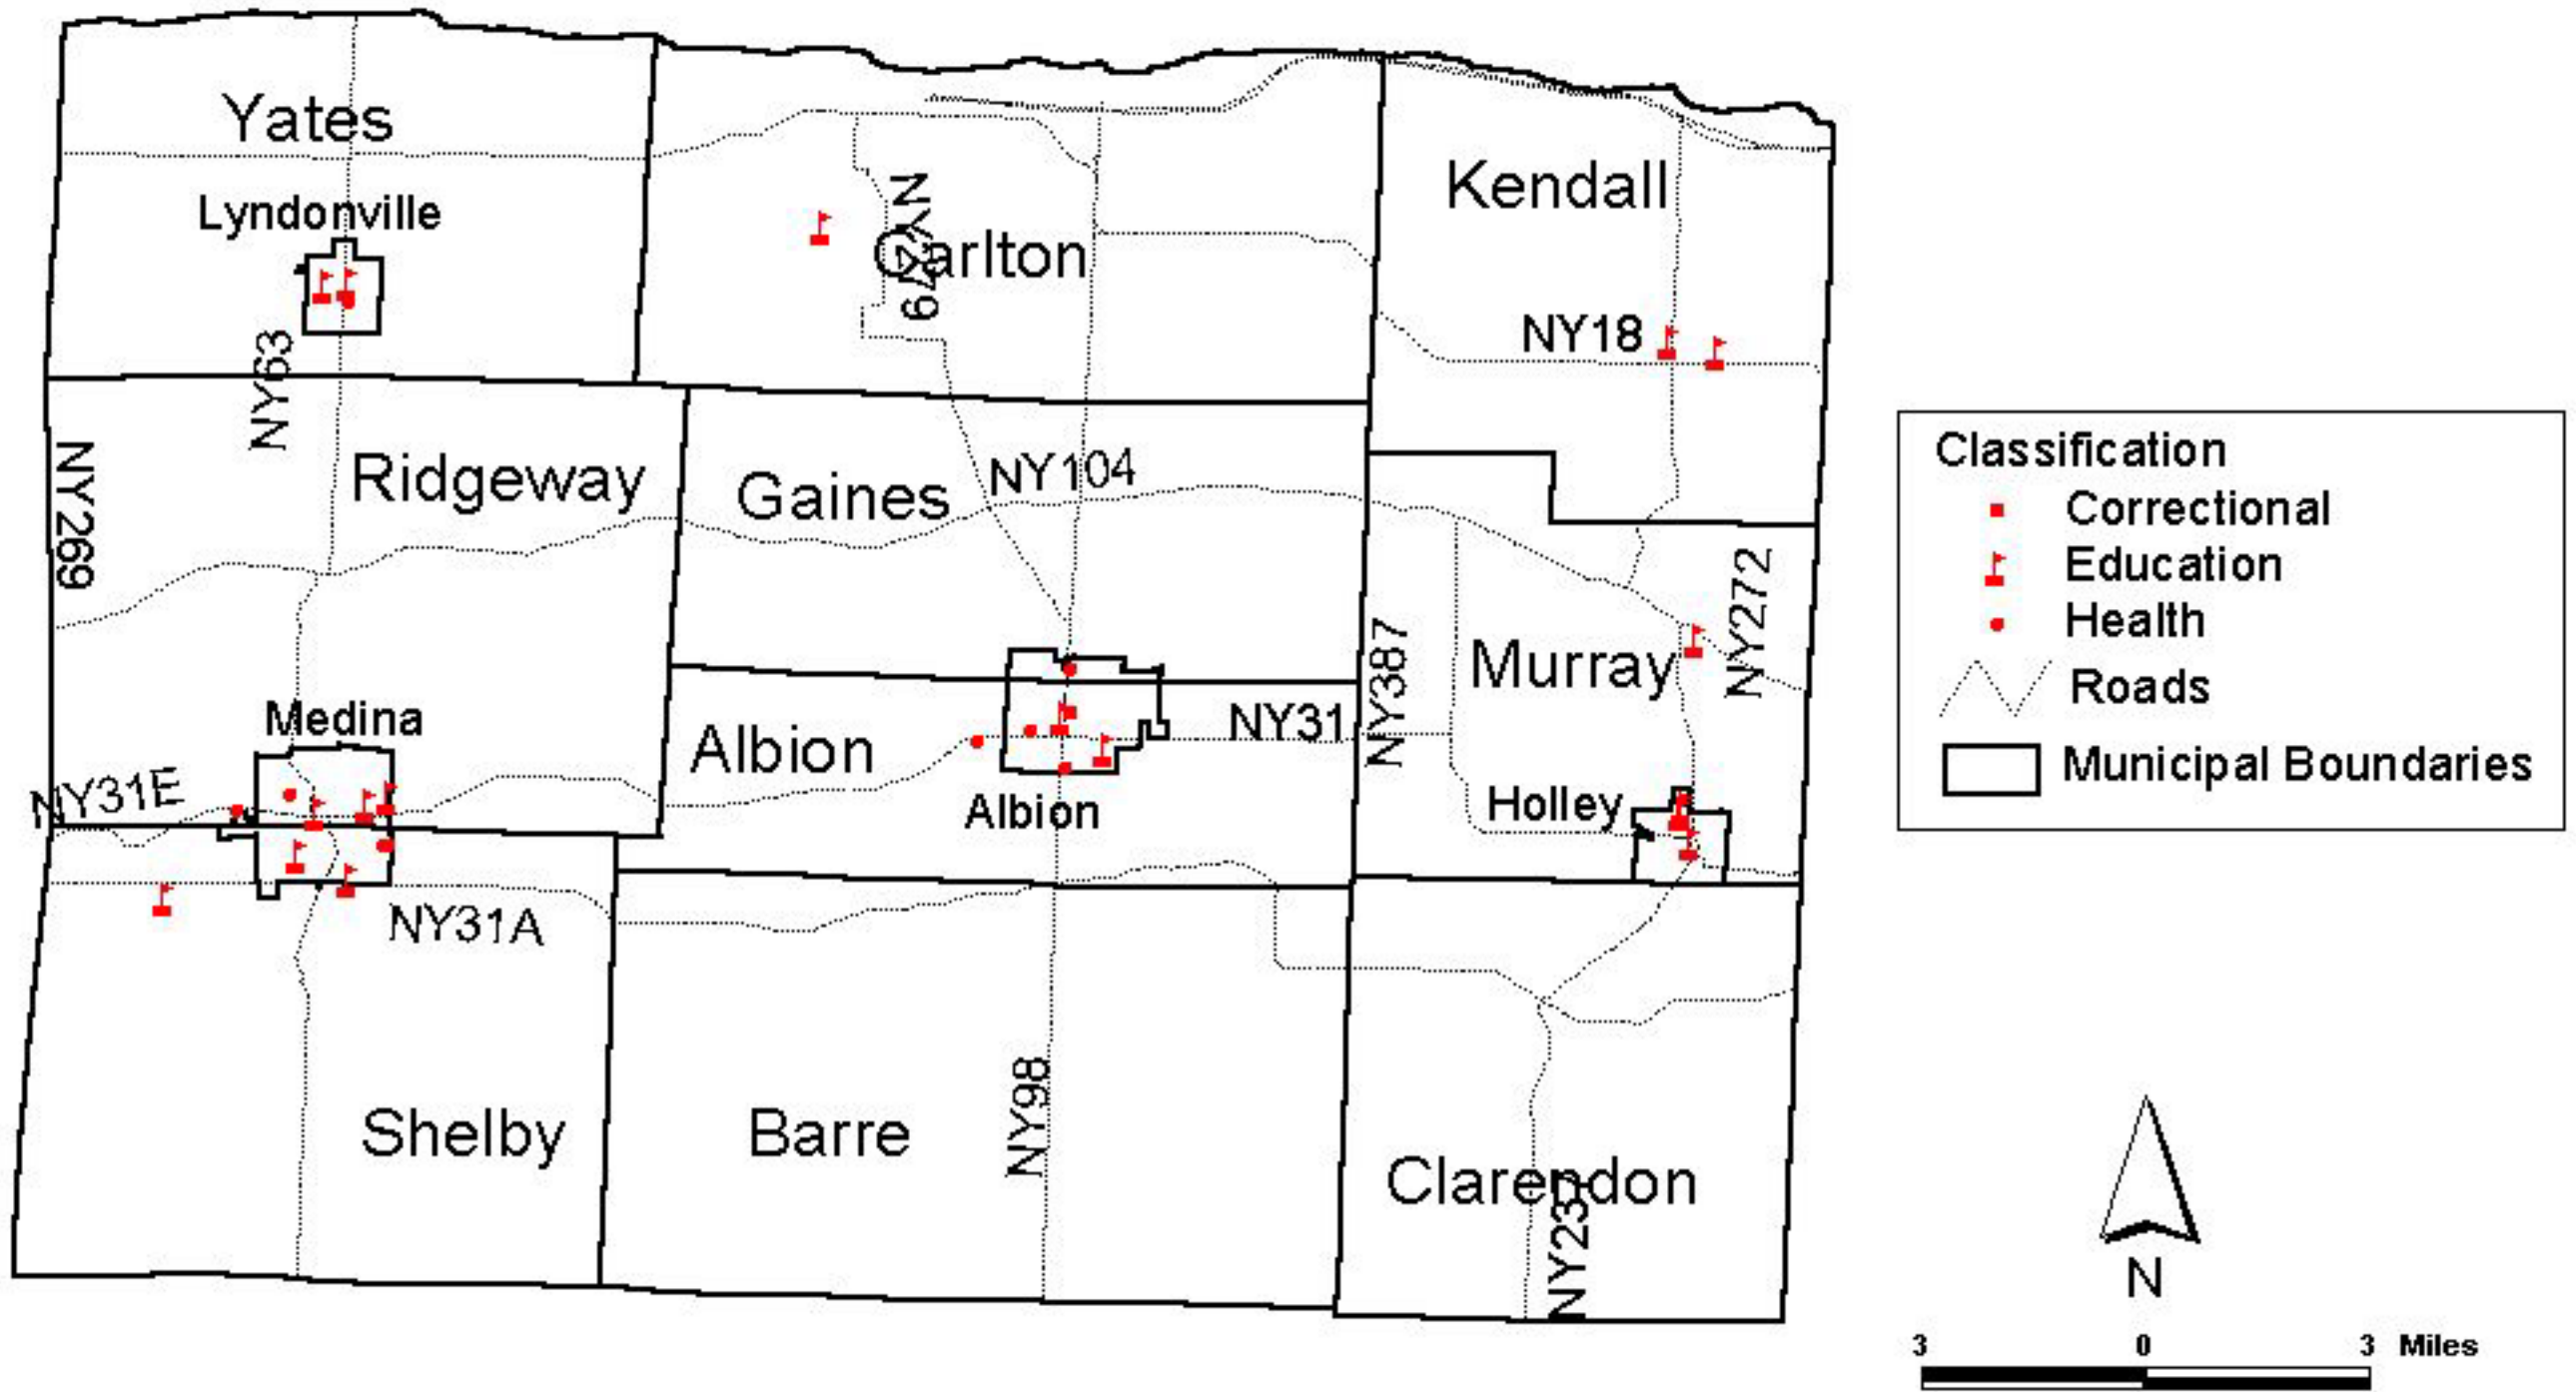 Yates
Lyndonville
NY63
NY279
Carlton
Kendall
NY18
NY269
Ridgeway
Gaines
NY104
NY387
Murray
NY272
Medina
NY31E
Albion
NY31
Albion
Holley
NY31A
Shelby
Barre
NY98
Clarendon
NY237
Classification
Correctional
Education
Health
Roads
Municipal Boundaries
N
3 0 3 Miles